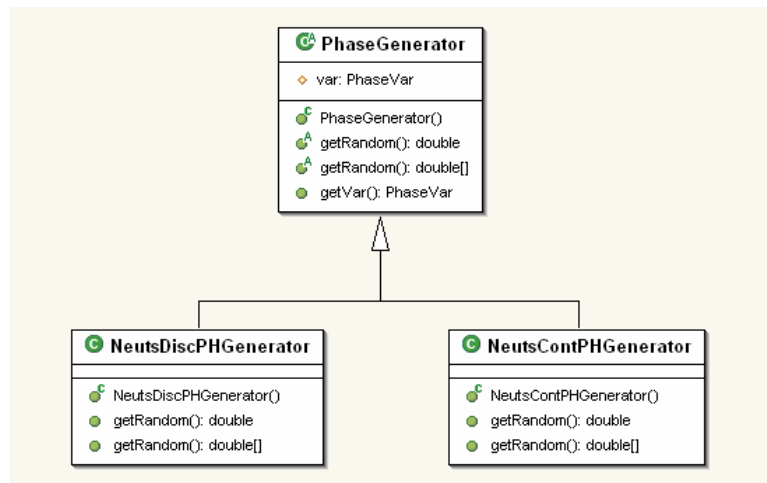 PhaseGenerator
var: PhaseVar
PhaseGenerator()
getRandom(): double
getRandom(): double[]
getVar(): PhaseVar
NeutsDiscPHGenerator
NeutsDiscPHGenerator()
getRandom(): double
getRandom(): double[]
NeutsContPHGenerator
NeutsContPHGenerator()
getRandom(): double
getRandom(): double[]